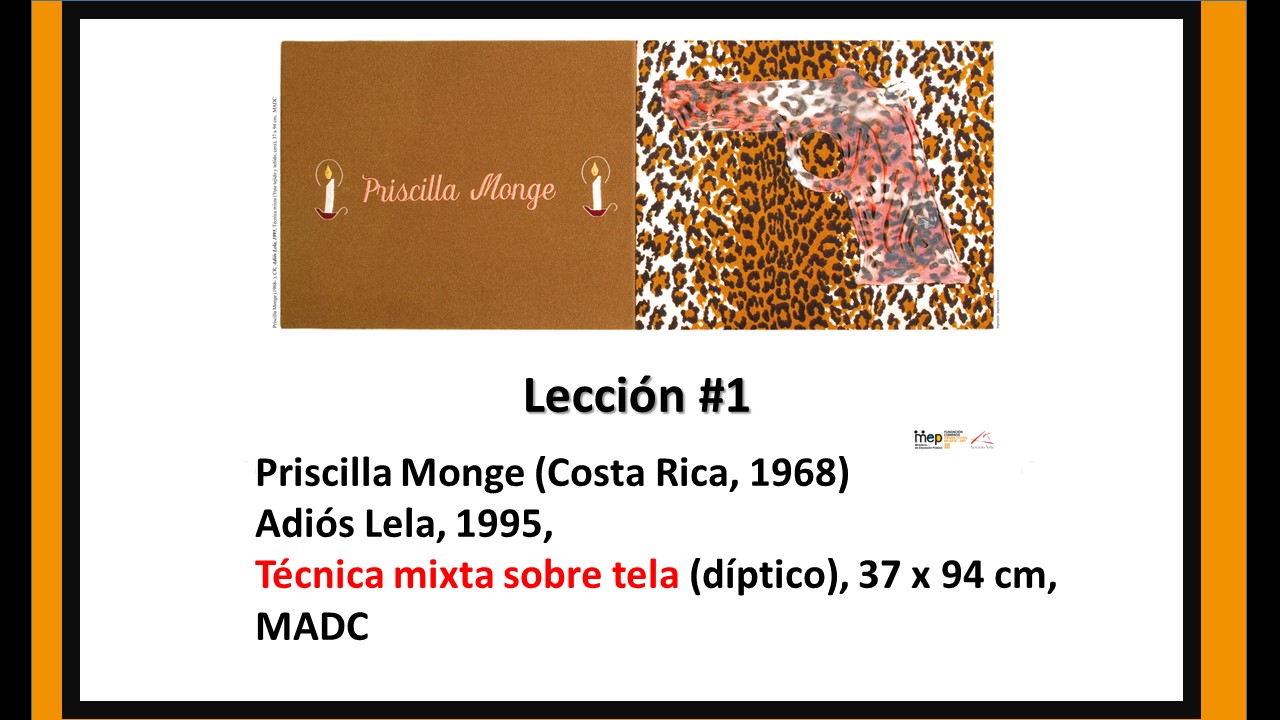 Priscilla Monge
Lección #1
mep
Priscilla Monge (Costa Rica, 1968)
Adiós Lela, 1995,
Técnica mixta sobre tela (díptico), 37 x 94 cm,
MADC